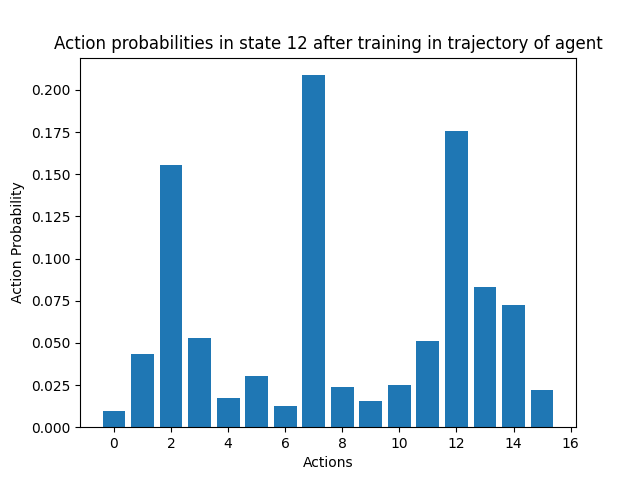 Action probabilities in state 12 after training in trajectory of agent
0.200
0.175
0.150
0.125
0.100
0.075
0.050
0.025
0.000
Action Probability
0 2 4 6 8 10 12 14 16
Actions